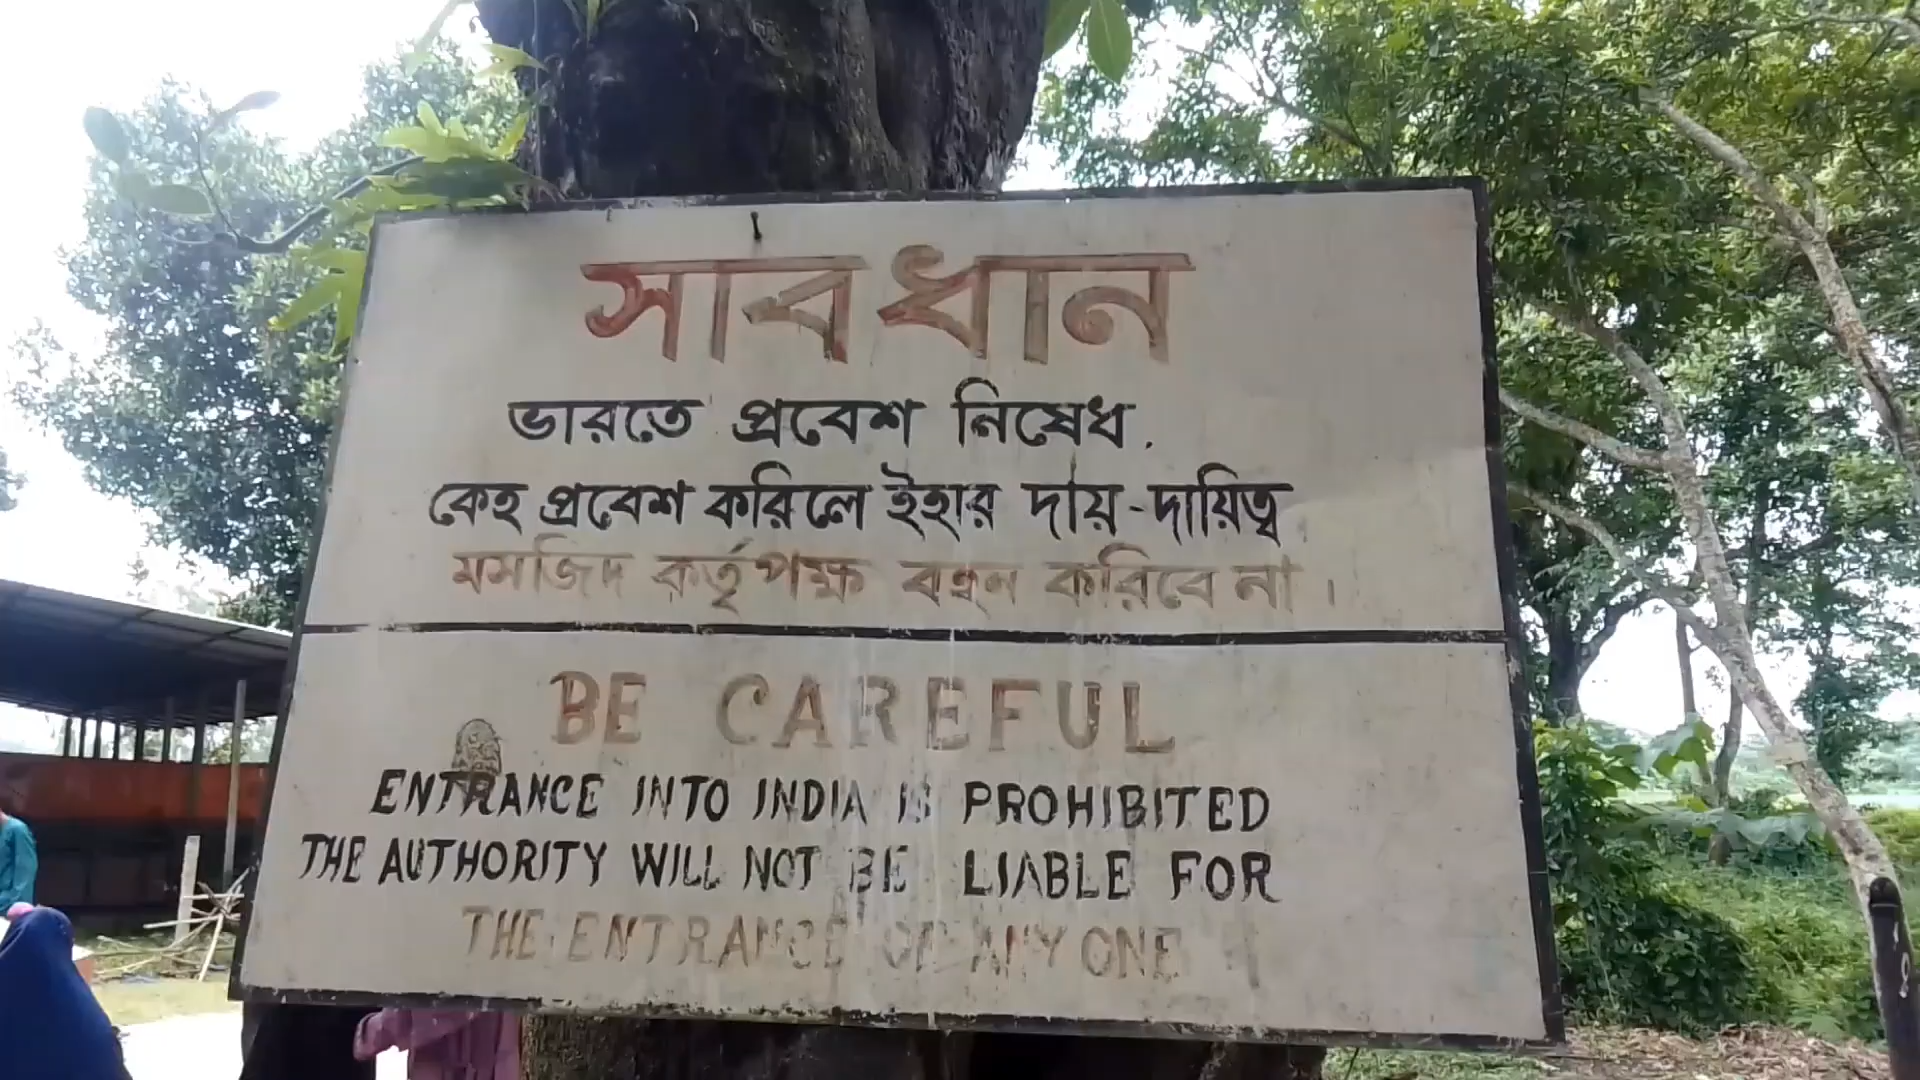 সাবধান
ভারতে প্রবেশ নিষেধ.
কেহ প্রবেশ করিলে ইহার দায়-দায়িত্ব
মসজিদ কর্তৃপক্ষ বহন করিবে না।
BE CAREFUL
ENTRANCE INTO INDIA IS PROHIBITED
THE AUTHORITY WILL NOT BE LIABLE FOR
THE ENTRANCE OF ANY ONE